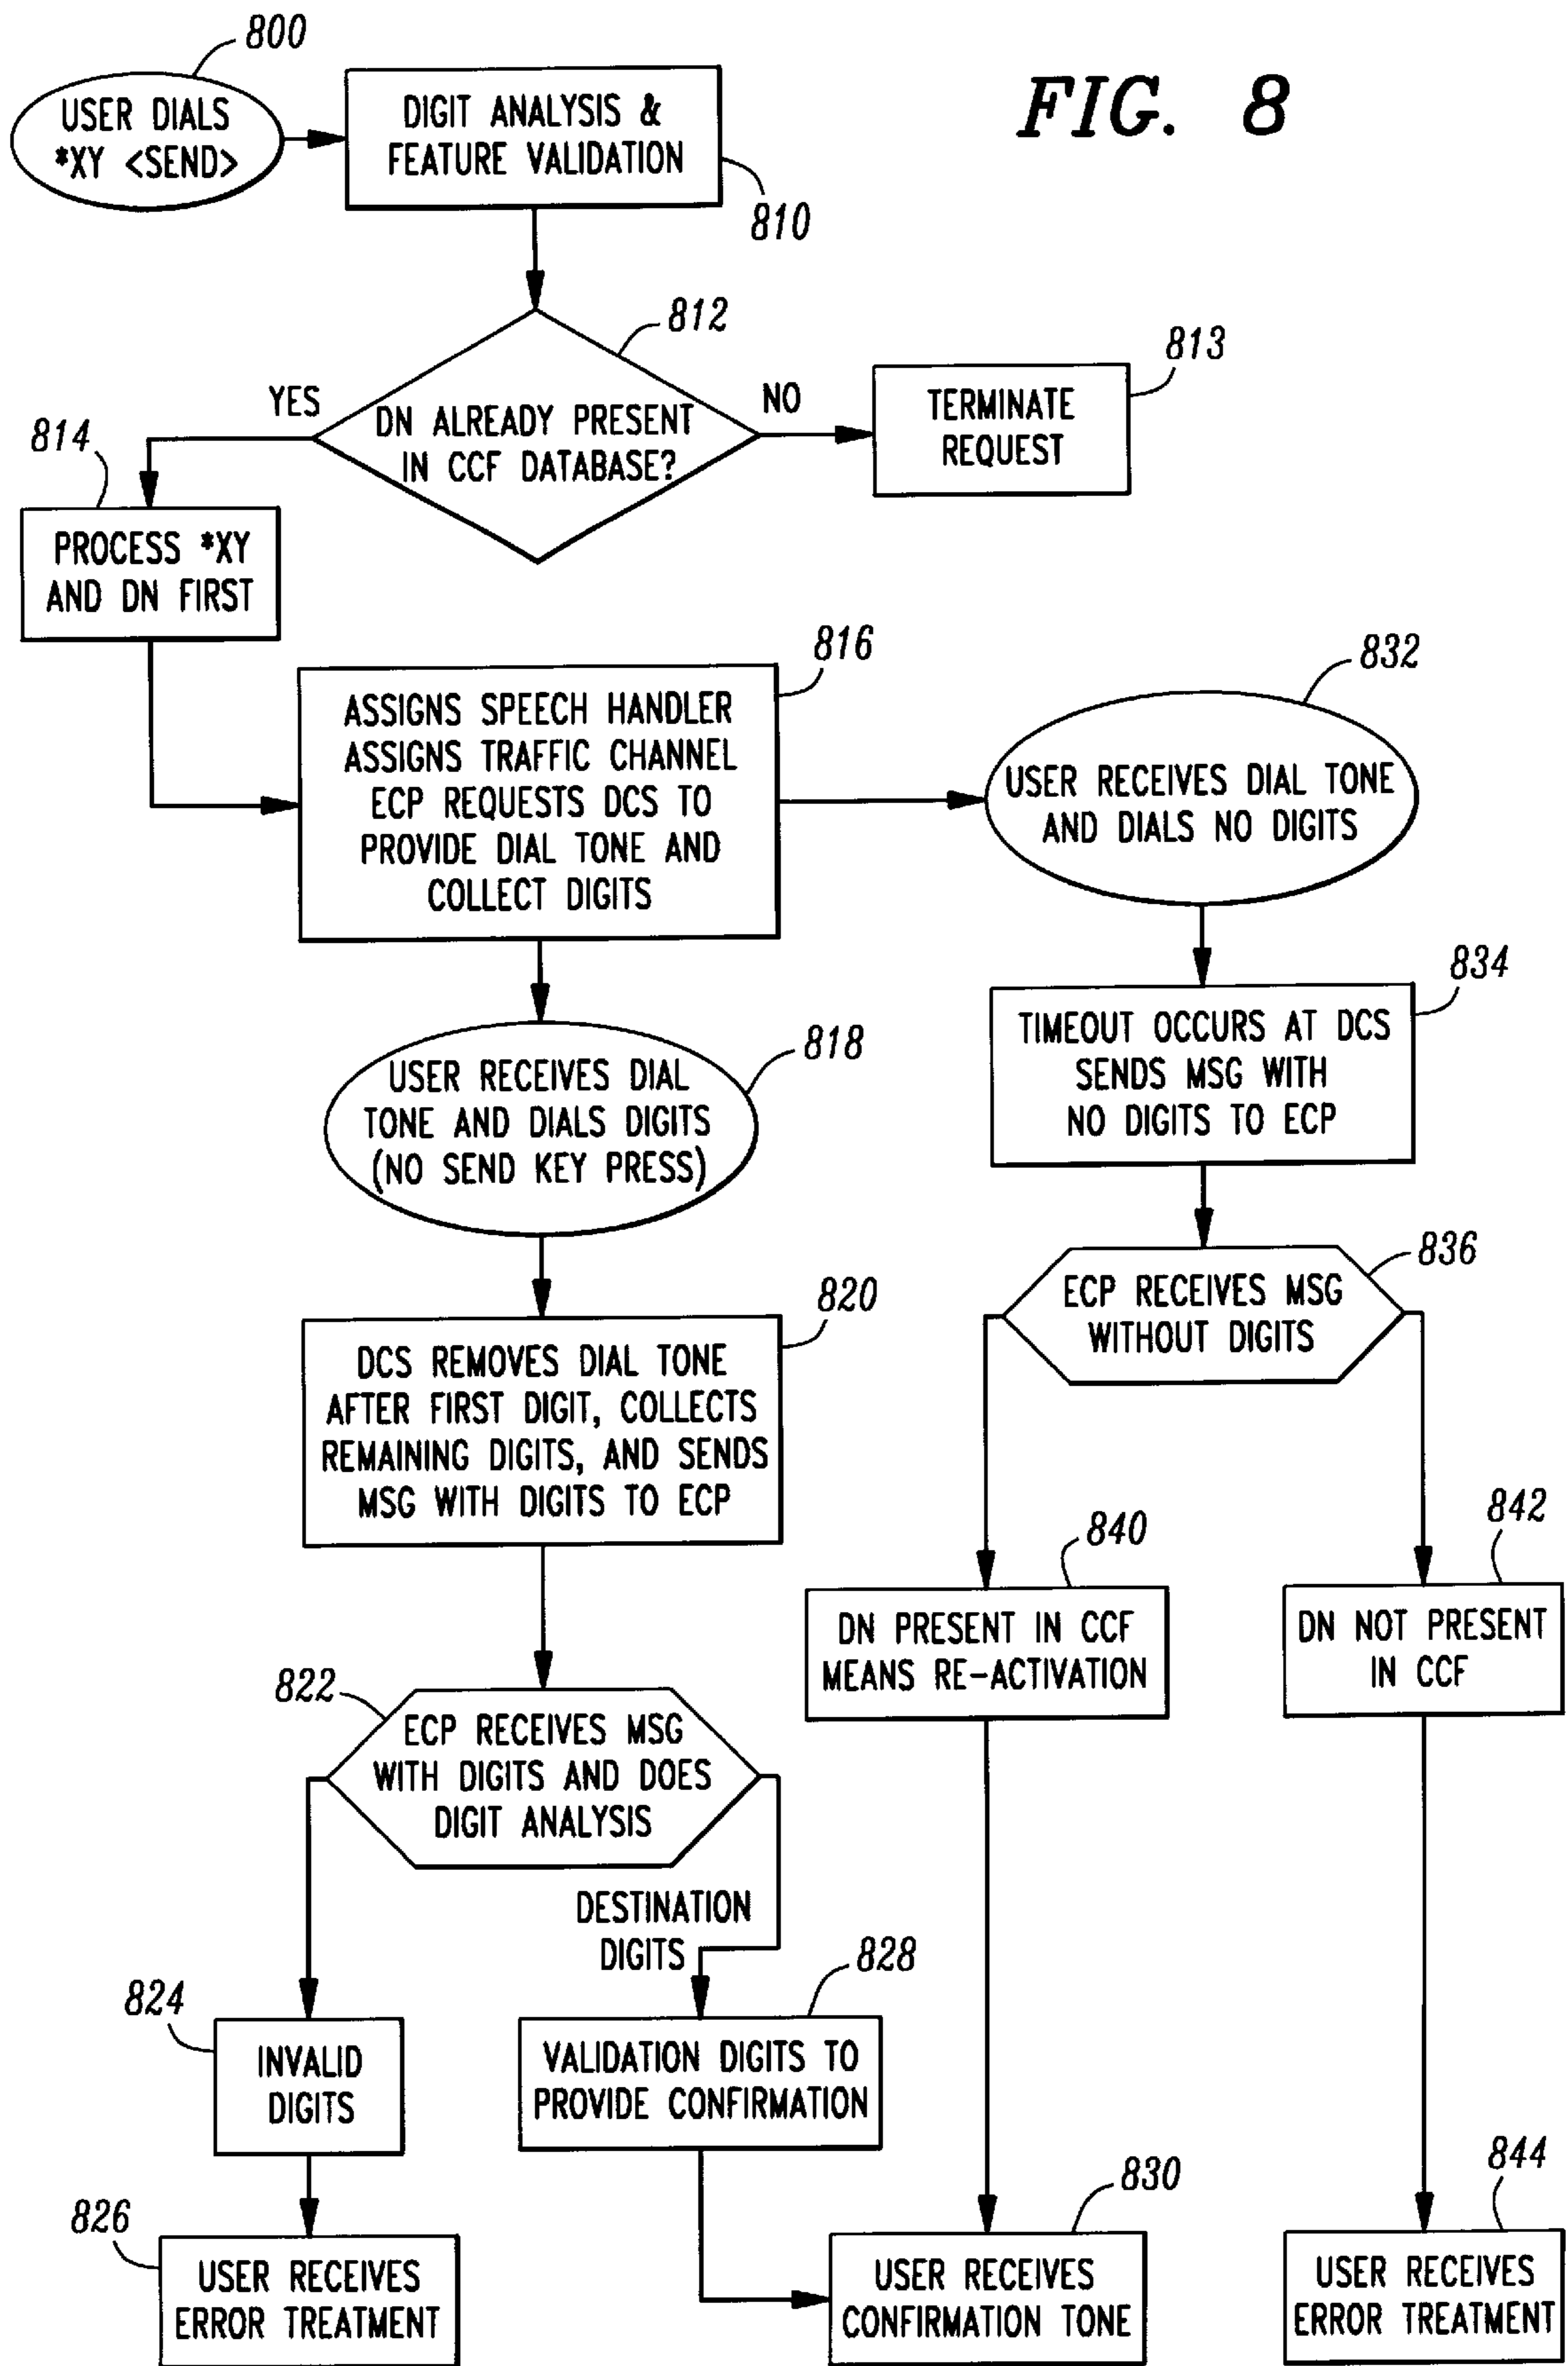 FIG. 8
800
USER DIALS
*XY <SEND>
DIGIT ANALYSIS &
FEATURE VALIDATION
810
812
DN ALREADY PRESENT
IN CCF DATABASE?
YES
NO
813
TERMINATE
REQUEST
814
PROCESS *XY
AND DN FIRST
816
ASSIGNS SPEECH HANDLER
ASSIGNS TRAFFIC CHANNEL
ECP REQUESTS DCS TO
PROVIDE DIAL TONE AND
COLLECT DIGITS
832
USER RECEIVES DIAL TONE
AND DIALS NO DIGITS
818
USER RECEIVES DIAL
TONE AND DIALS DIGITS
(NO SEND KEY PRESS)
834
TIMEOUT OCCURS AT DCS
SENDS MSG WITH
NO DIGITS TO ECP
820
DCS REMOVES DIAL TONE
AFTER FIRST DIGIT, COLLECTS
REMAINING DIGITS, AND SENDS
MSG WITH DIGITS TO ECP
836
ECP RECEIVES MSG
WITHOUT DIGITS
840
DN PRESENT IN CCF
MEANS RE-ACTIVATION
842
DN NOT PRESENT
IN CCF
822
ECP RECEIVES MSG
WITH DIGITS AND DOES
DIGIT ANALYSIS
DESTINATION
DIGITS
824
INVALID
DIGITS
828
VALIDATION DIGITS TO
PROVIDE CONFIRMATION
826
USER RECEIVES
ERROR TREATMENT
830
USER RECEIVES
CONFIRMATION TONE
844
USER RECEIVES
ERROR TREATMENT